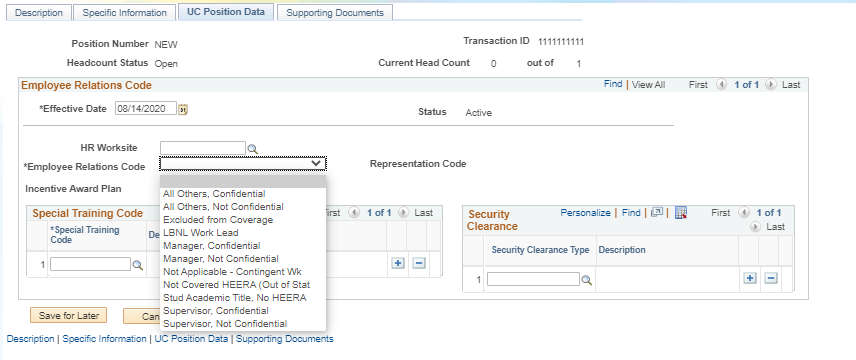 Description Specific Information UC Position Data Supporting Documents
Position Number NEW Transaction ID 1111111111
Headcount Status Open Current Head Count 0 out of 1
Employee Relations Code Find | View All First 1 of 1 Last
*Effective Date 08/14/2020 Status Active
HR Worksite
*Employee Relations Code Representation Code
Incentive Award Plan
All Others, Confidential
All Others, Not Confidential
Excluded from Coverage
LBNL Work Lead
Manager, Confidential
Manager, Not Confidential
Not Applicable - Contingent Wk
Not Covered HEERA (Out of Stat
Stud Academic Title, No HEERA
Supervisor, Confidential
Supervisor, Not Confidential
Special Training Code 1 of 1 Last
*Special Training
Code
1
Security
Clearance
Personalize | Find | | First 1 of 1
Last
Security Clearance Type Description
1
Save for Later
Description | Specific Information | UC Position Data | Supporting Documents